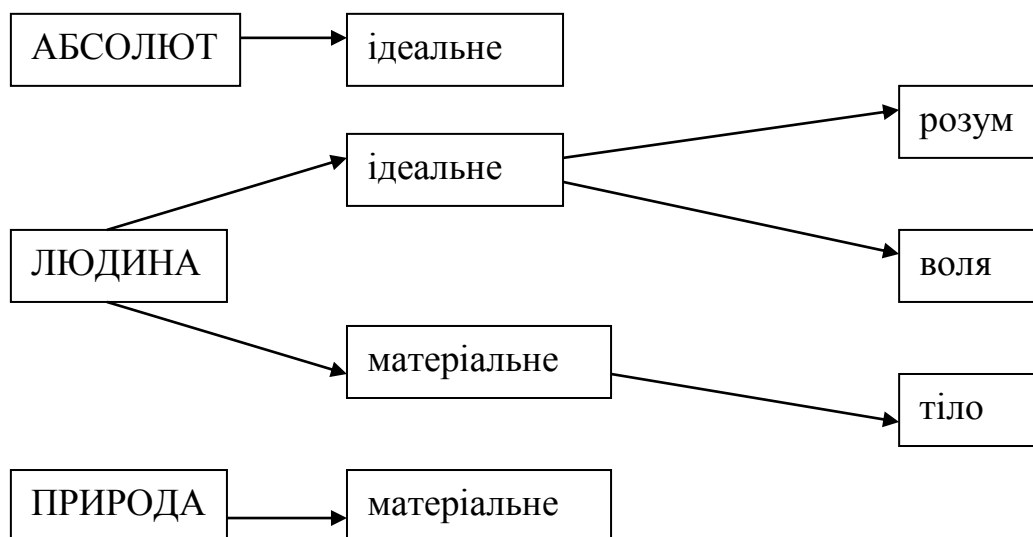 АБСОЛЮТ
ідеальне
розум
ідеальне
ЛЮДИНА
воля
матеріальне
тіло
ПРИРОДА
матеріальне